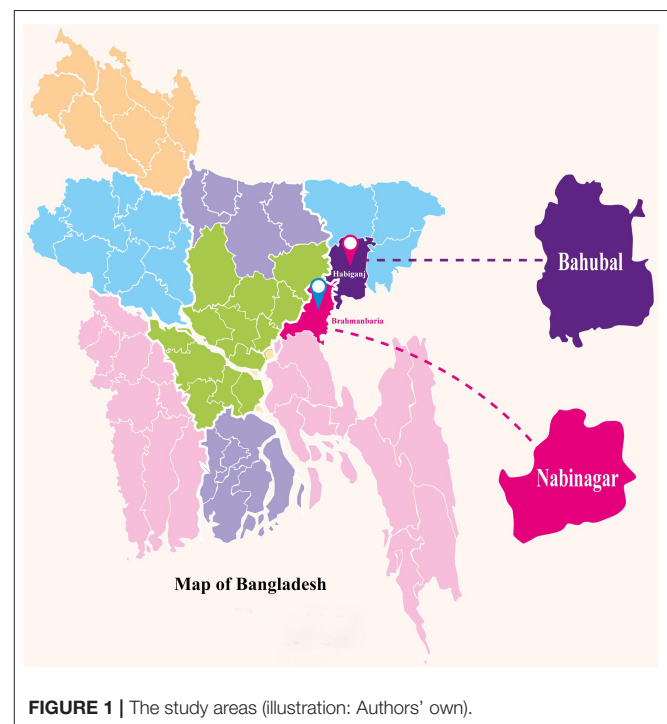 Habiganj
Bahubal
Brahmanbaria
Nabinagar
Map of Bangladesh
FIGURE 1 | The study areas (illustration: Authors' own).